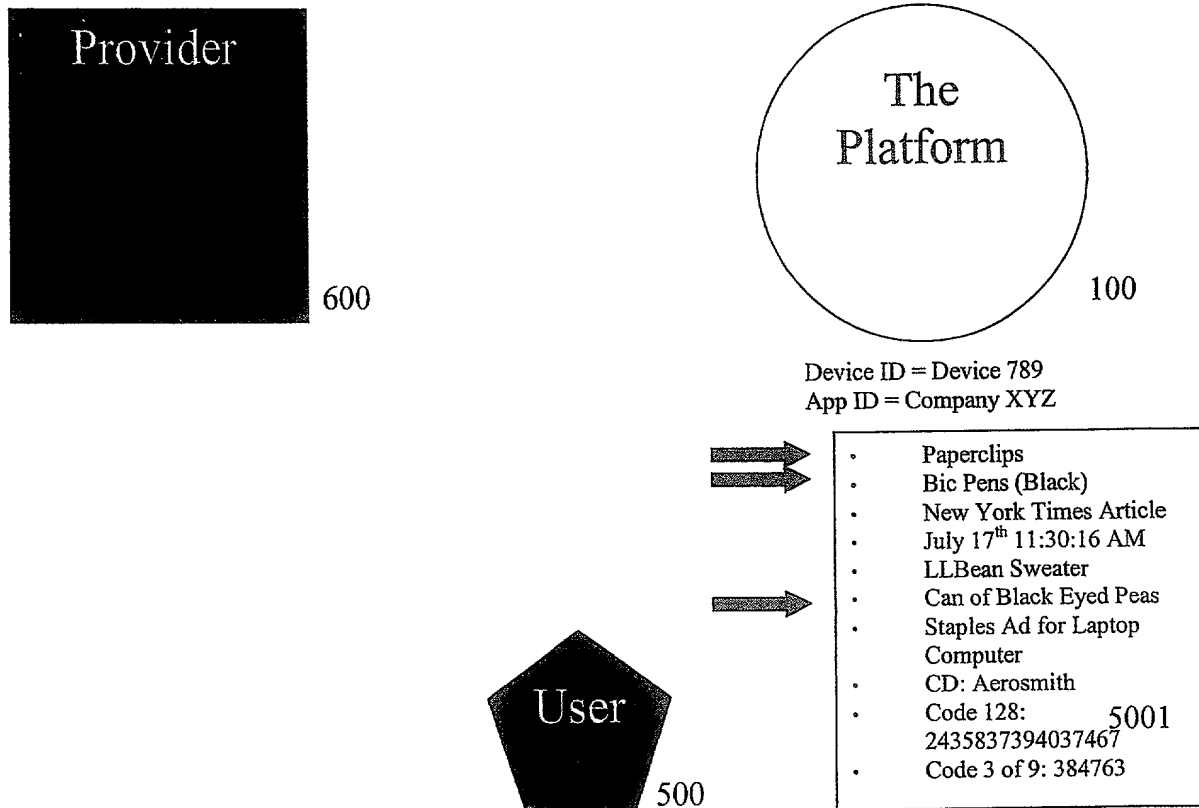 Provider
600
The
Platform
100
Device ID = Device 789
App ID = Company XYZ
• Paperclips
• Bic Pens (Black)
• New York Times Article
• July 17th 11:30:16 AM
• LLBean Sweater
• Can of Black Eyed Peas
• Staples Ad for Laptop
Computer
• CD: Aerosmith
• Code 128:
2435837394037467
• Code 3 of 9: 384763
5001
User
500